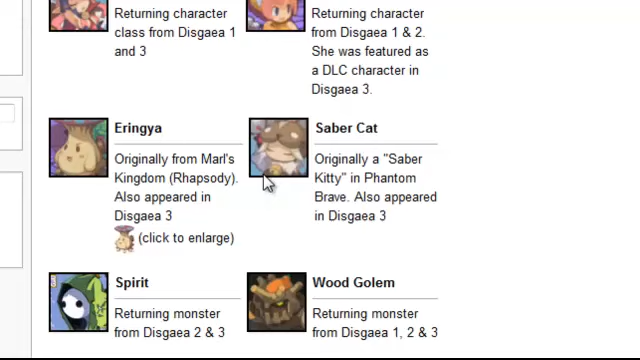 Returning character
class from Disgaea 1
and 3
Returning character
from Disgaea 1 & 2.
She was featured as
a DLC character in
Disgaea 3.
Eringya
Originally from Marl's
Kingdom (Rhapsody).
Also appeared in
Disgaea 3
(click to enlarge)
Saber Cat
Originally a "Saber
Kitty" in Phantom
Brave. Also appeared
in Disgaea 3
Spirit
Returning monster
from Disgaea 2 & 3
Wood Golem
Returning monster
from Disgaea 1, 2 & 3